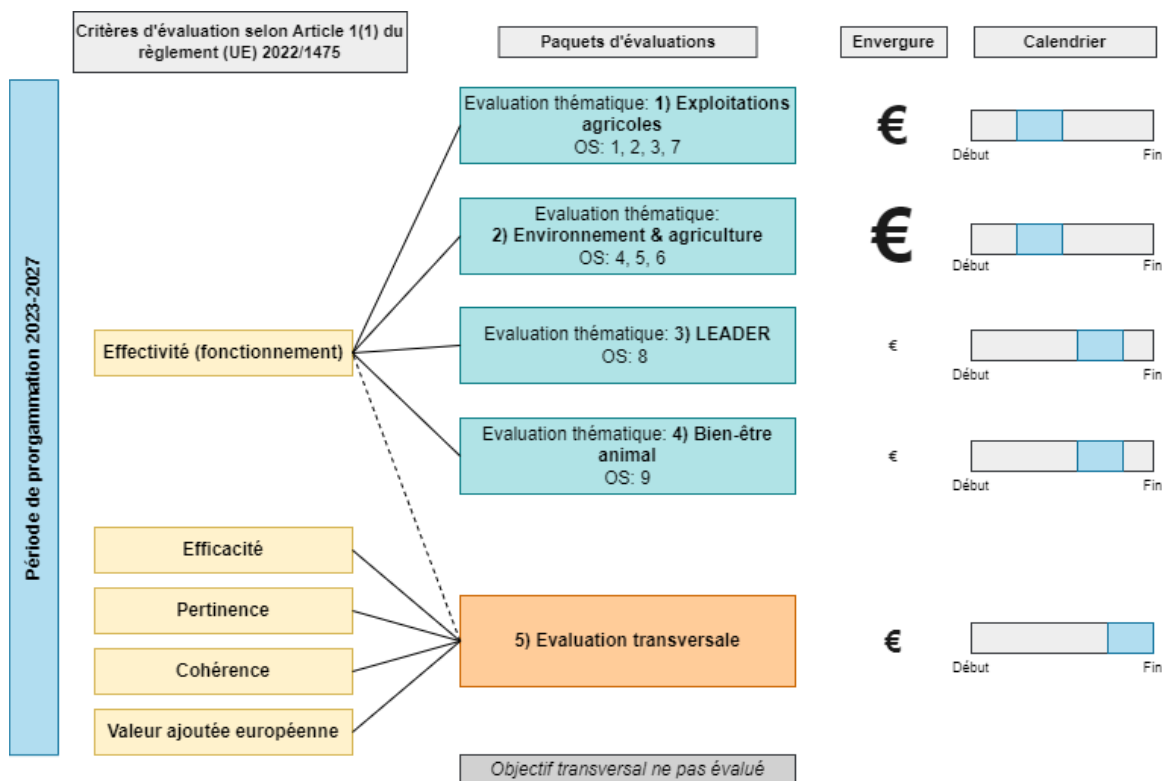 Critères d'évaluation selon Article 1(1) du
règlement (UE) 2022/1475
Paquets d'évaluations
Envergure
Calendrier
Période de prorgammation 2023-2027
Evaluation thématique: 1) Exploitations
agricoles
OS: 1, 2, 3, 7
€
Début
Fin
Evaluation thématique:
2) Environnement & agriculture
OS: 4, 5, 6
€
Début
Fin
Effectivité (fonctionnement)
Evaluation thématique: 3) LEADER
OS: 8
€
Début
Fin
Evaluation thématique: 4) Bien-être
animal
OS: 9
€
Début
Fin
Efficacité
Pertinence
Cohérence
Valeur ajoutée européenne
5) Evaluation transversale
€
Début
Fin
Objectif transversal ne pas évalué